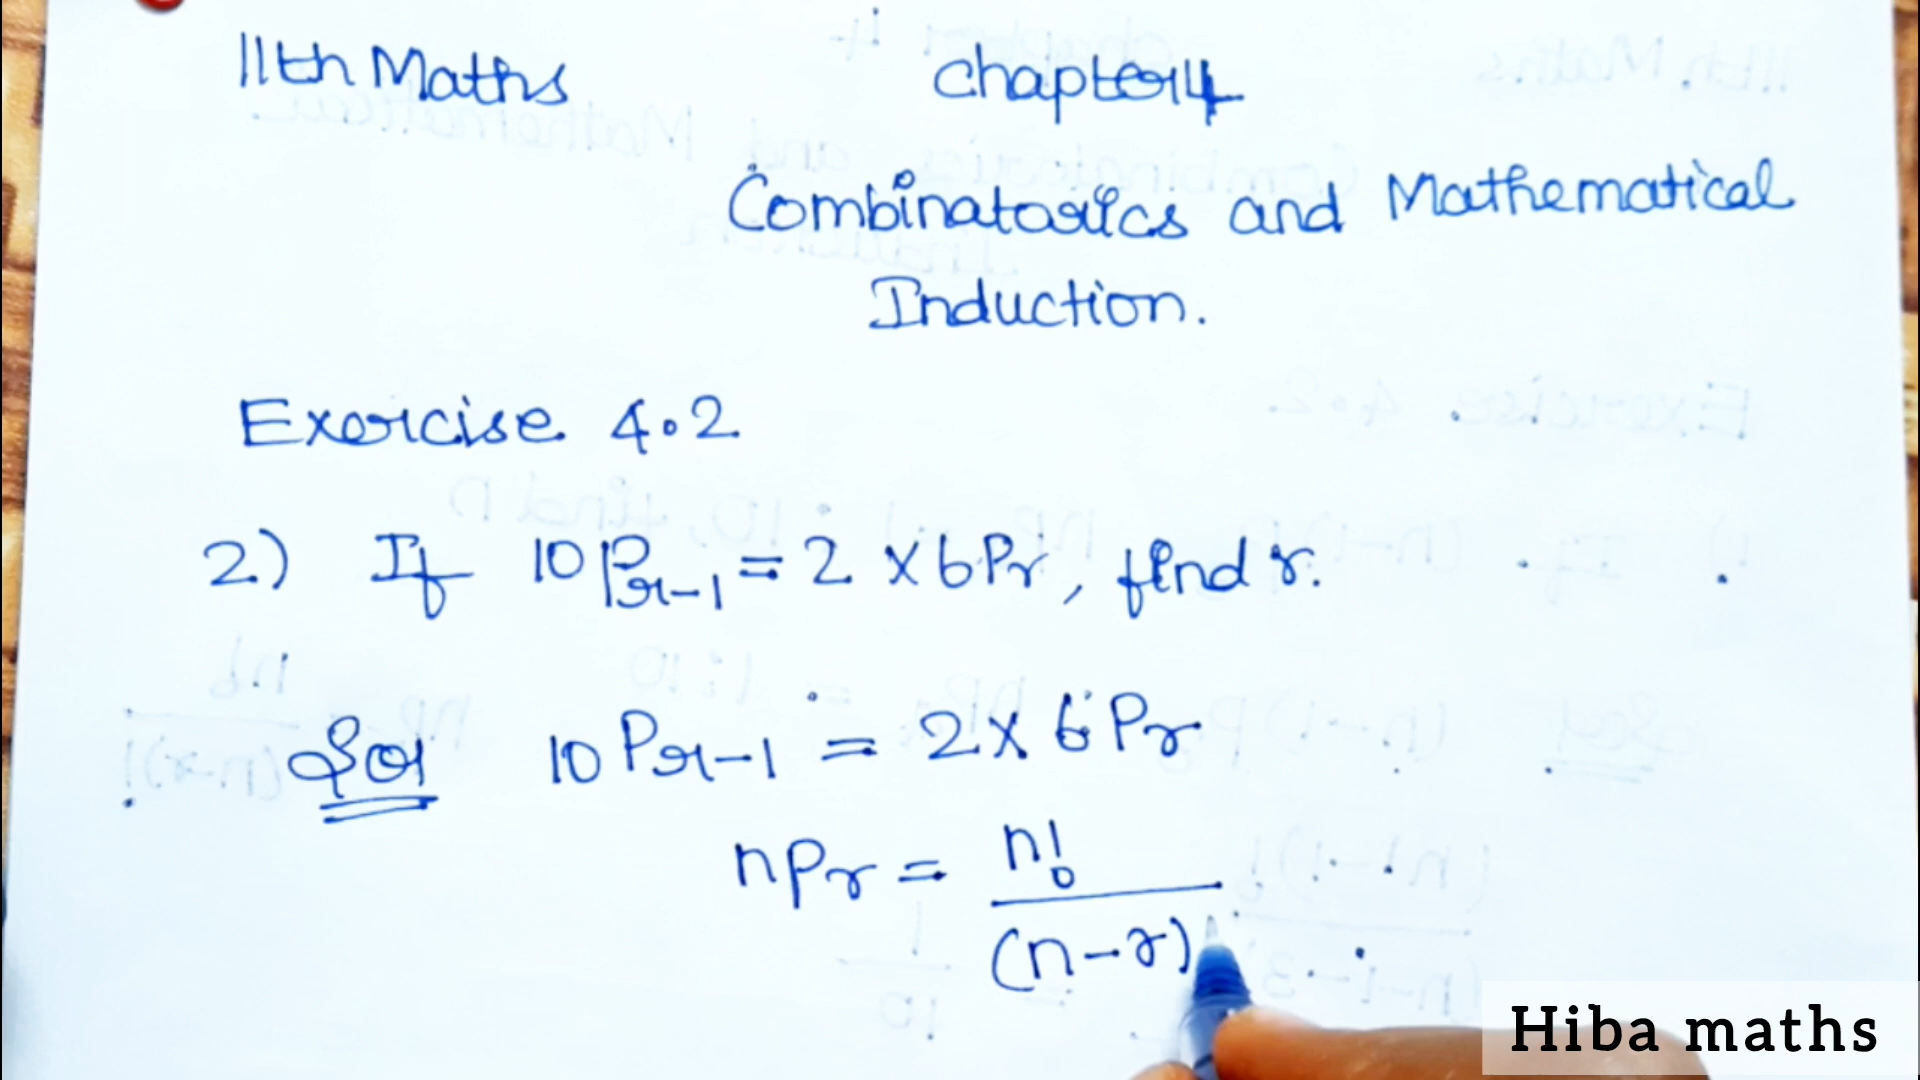 11th Maths
Chapter 4
Combinatorics and Mathematical
Induction.
Exercise 4.2
2.) If 10Pr-1 = 2 x 6Pr, find r.
Sol 10Pr-1 = 2 x 6Pr
nPr = n!
(n-r)
Hiba maths